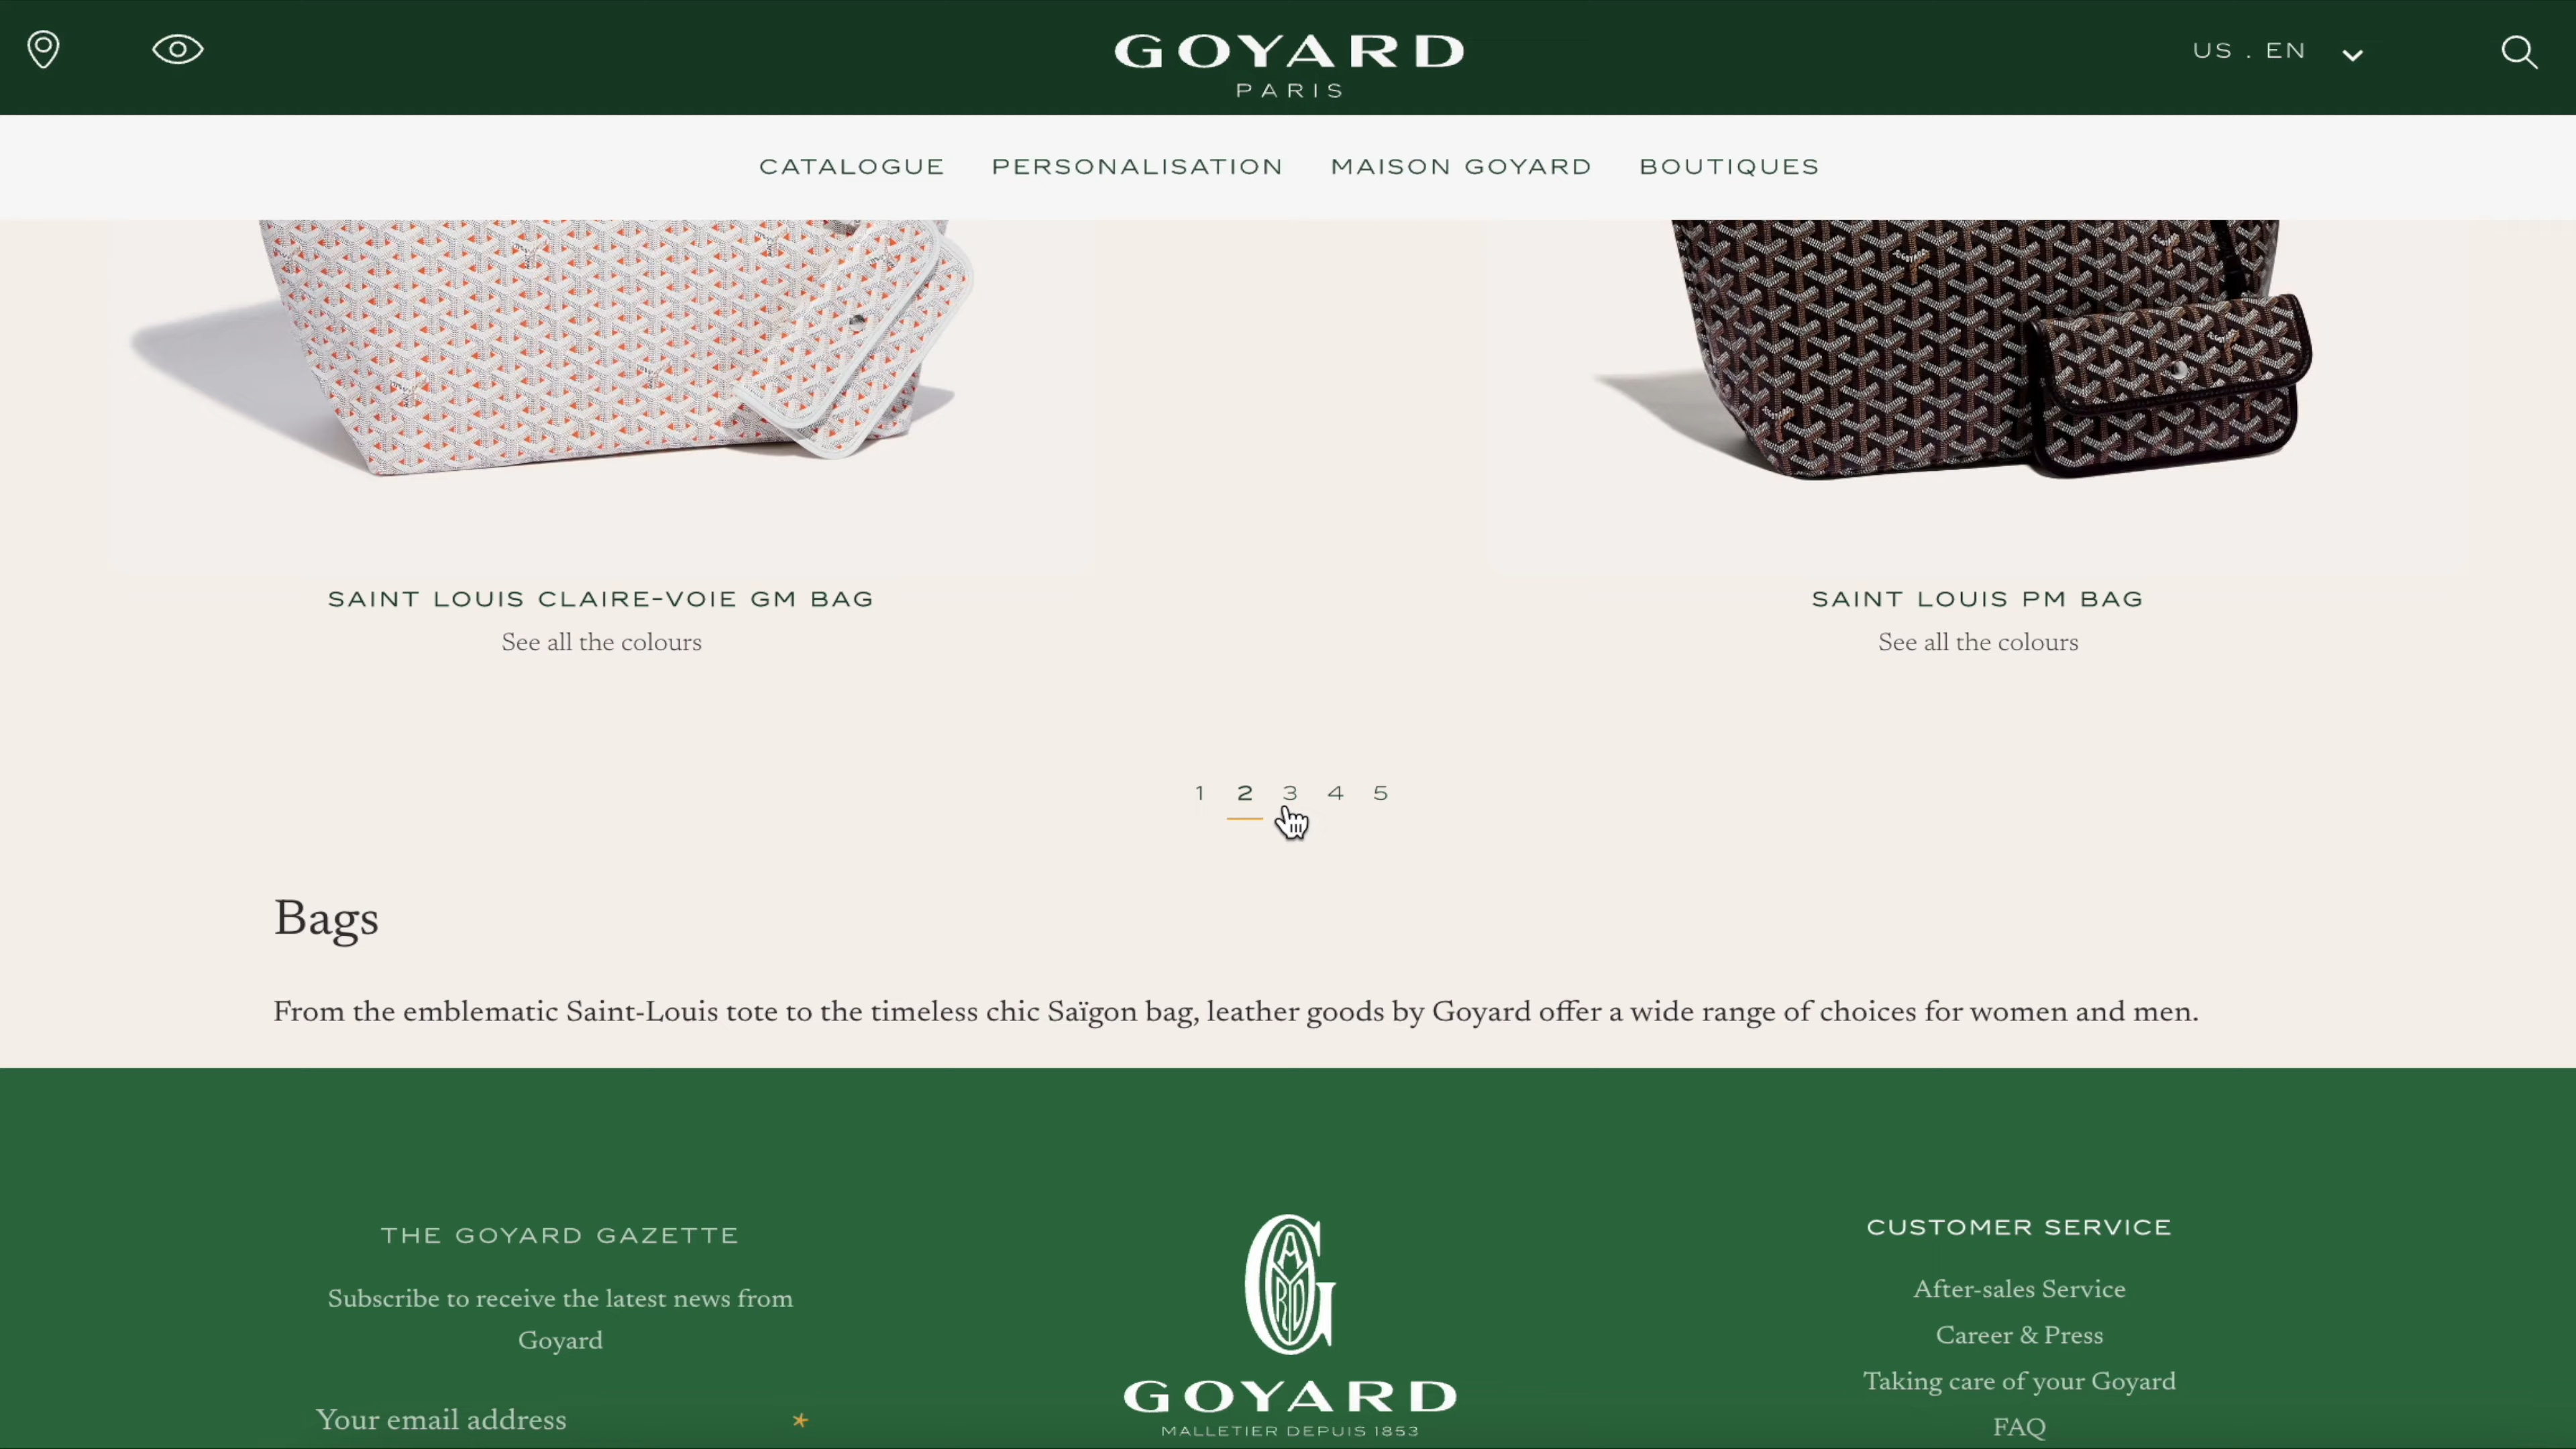 GOYARD
PARIS
US . EN
CATALOGUE
PERSONALISATION
MAISON GOYARD
BOUTIQUES
SAINT LOUIS CLAIRE-VOIE GM BAG
See all the colours
SAINT LOUIS PM BAG
See all the colours
1 2 3 4 5
Bags
From the emblematic Saint-Louis tote to the timeless chic Saïgon bag, leather goods by Goyard offer a wide range of choices for women and men.
THE GOYARD GAZETTE
Subscribe to receive the latest news from
Goyard
Your email address *
GOYARD
MALLETIER DEPUIS 1853
CUSTOMER SERVICE
After-sales Service
Career & Press
Taking care of your Goyard
FAQ